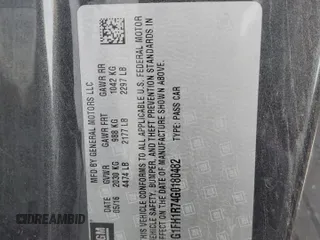 GM
MFD BY GENERAL MOTORS LLC
DATE GVWR GAWR FRT GAWR RR
05/16 2030 KG 988 KG 1042 KG
4474 LB 2177 LB 2297 LB
THIS VEHICLE CONFORMS TO ALL APPLICABLE U.S. FEDERAL MOTOR
VEHICLE SAFETY, BUMPER, AND THEFT PREVENTION STANDARDS IN
EFFECT ON THE DATE OF MANUFACTURE SHOWN ABOVE.
G1FH1R74G0180482 TYPE: PASS CAR
DREAMBID